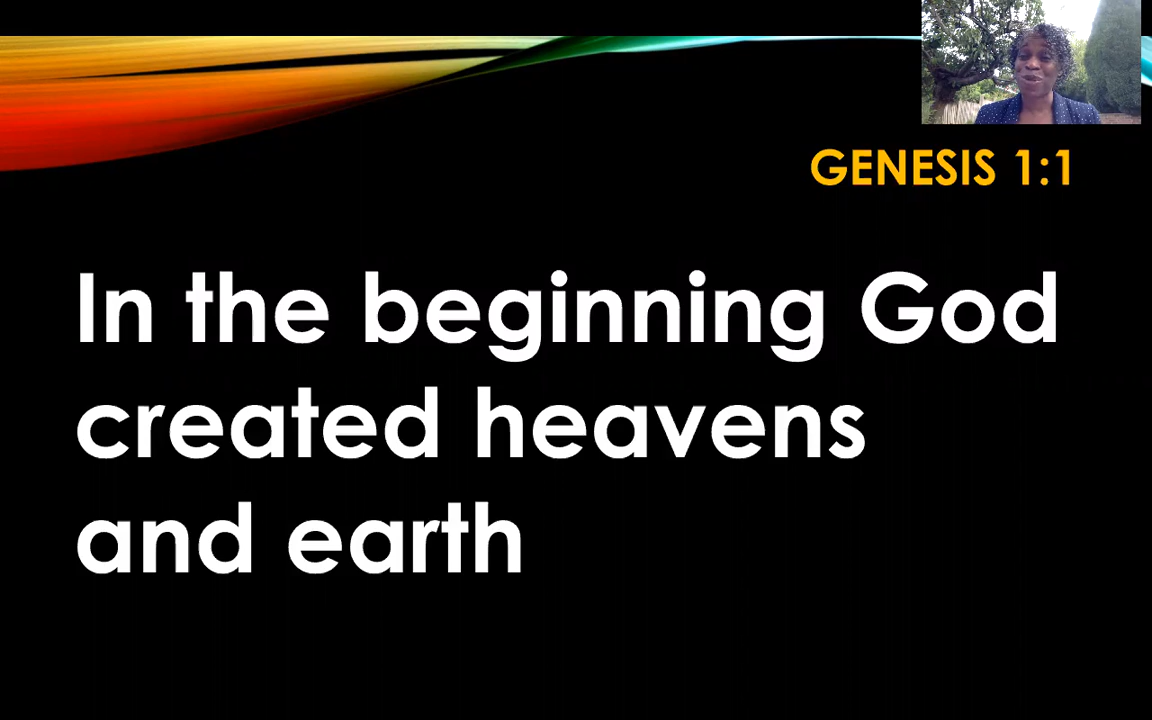 GENESIS 1:1
In the beginning God
created heavens
and earth